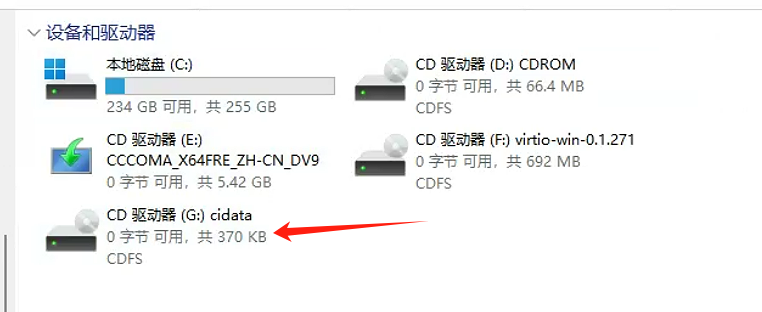 设备和驱动器
本地磁盘 (C:)
234 GB 可用，共 255 GB
CD 驱动器 (D:) CDROM
0 字节 可用，共 66.4 MB
CDFS
CD 驱动器 (E:)
CCCOMA_X64FRE_ZH-CN_DV9
0 字节 可用，共 5.42 GB
CD 驱动器 (F:) virtio-win-0.1.271
0 字节 可用，共 692 MB
CDFS
CD 驱动器 (G:) cidata
0 字节 可用，共 370 KB
CDFS